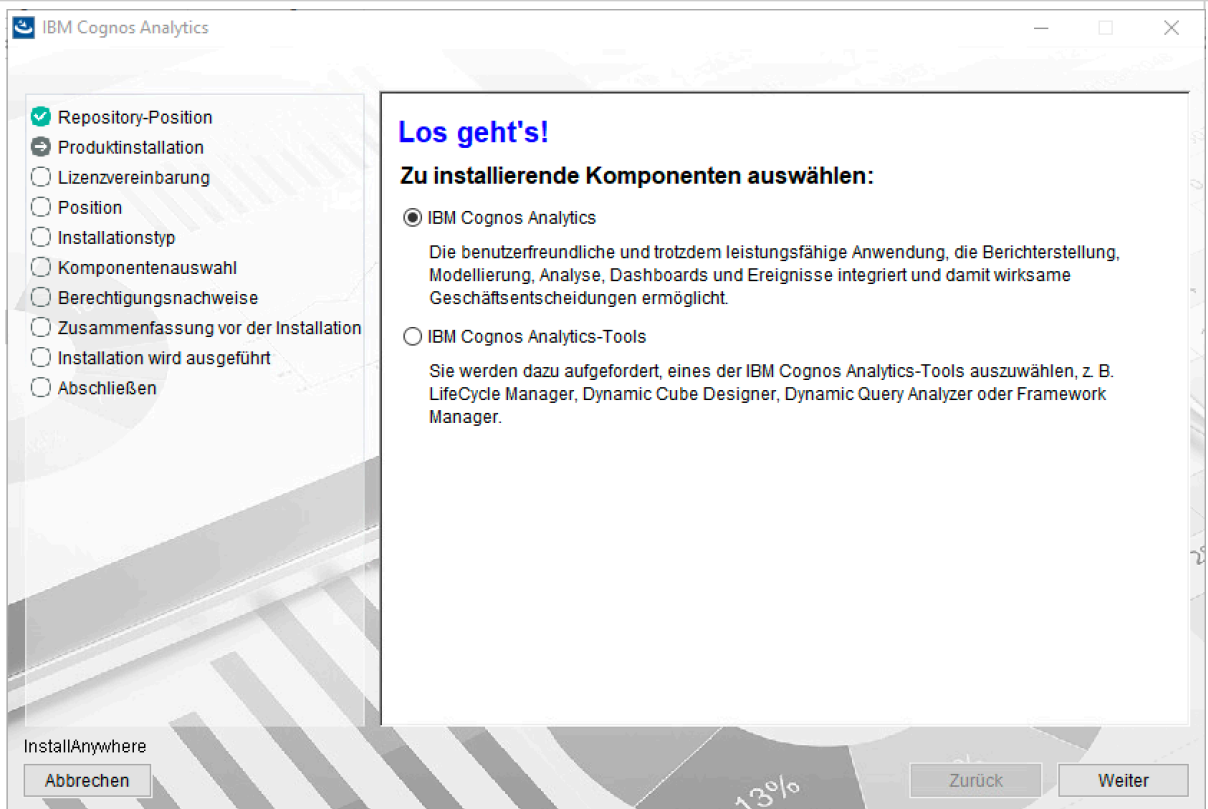 IBM Cognos Analytics
Repository-Position
Produktinstallation
Lizenzvereinbarung
Position
Installationstyp
Komponentenauswahl
Berechtigungsnachweise
Zusammenfassung vor der Installation
Installation wird ausgeführt
Abschließen
Los geht's!
Zu installierende Komponenten auswählen:
IBM Cognos Analytics
Die benutzerfreundliche und trotzdem leistungsfähige Anwendung, die Berichterstellung,
Modellierung, Analyse, Dashboards und Ereignisse integriert und damit wirksame
Geschäftsentscheidungen ermöglicht.
IBM Cognos Analytics-Tools
Sie werden dazu aufgefordert, eines der IBM Cognos Analytics-Tools auszuwählen, z. B.
LifeCycle Manager, Dynamic Cube Designer, Dynamic Query Analyzer oder Framework
Manager.
InstallAnywhere
Abbrechen
13%
Zurück
Weiter